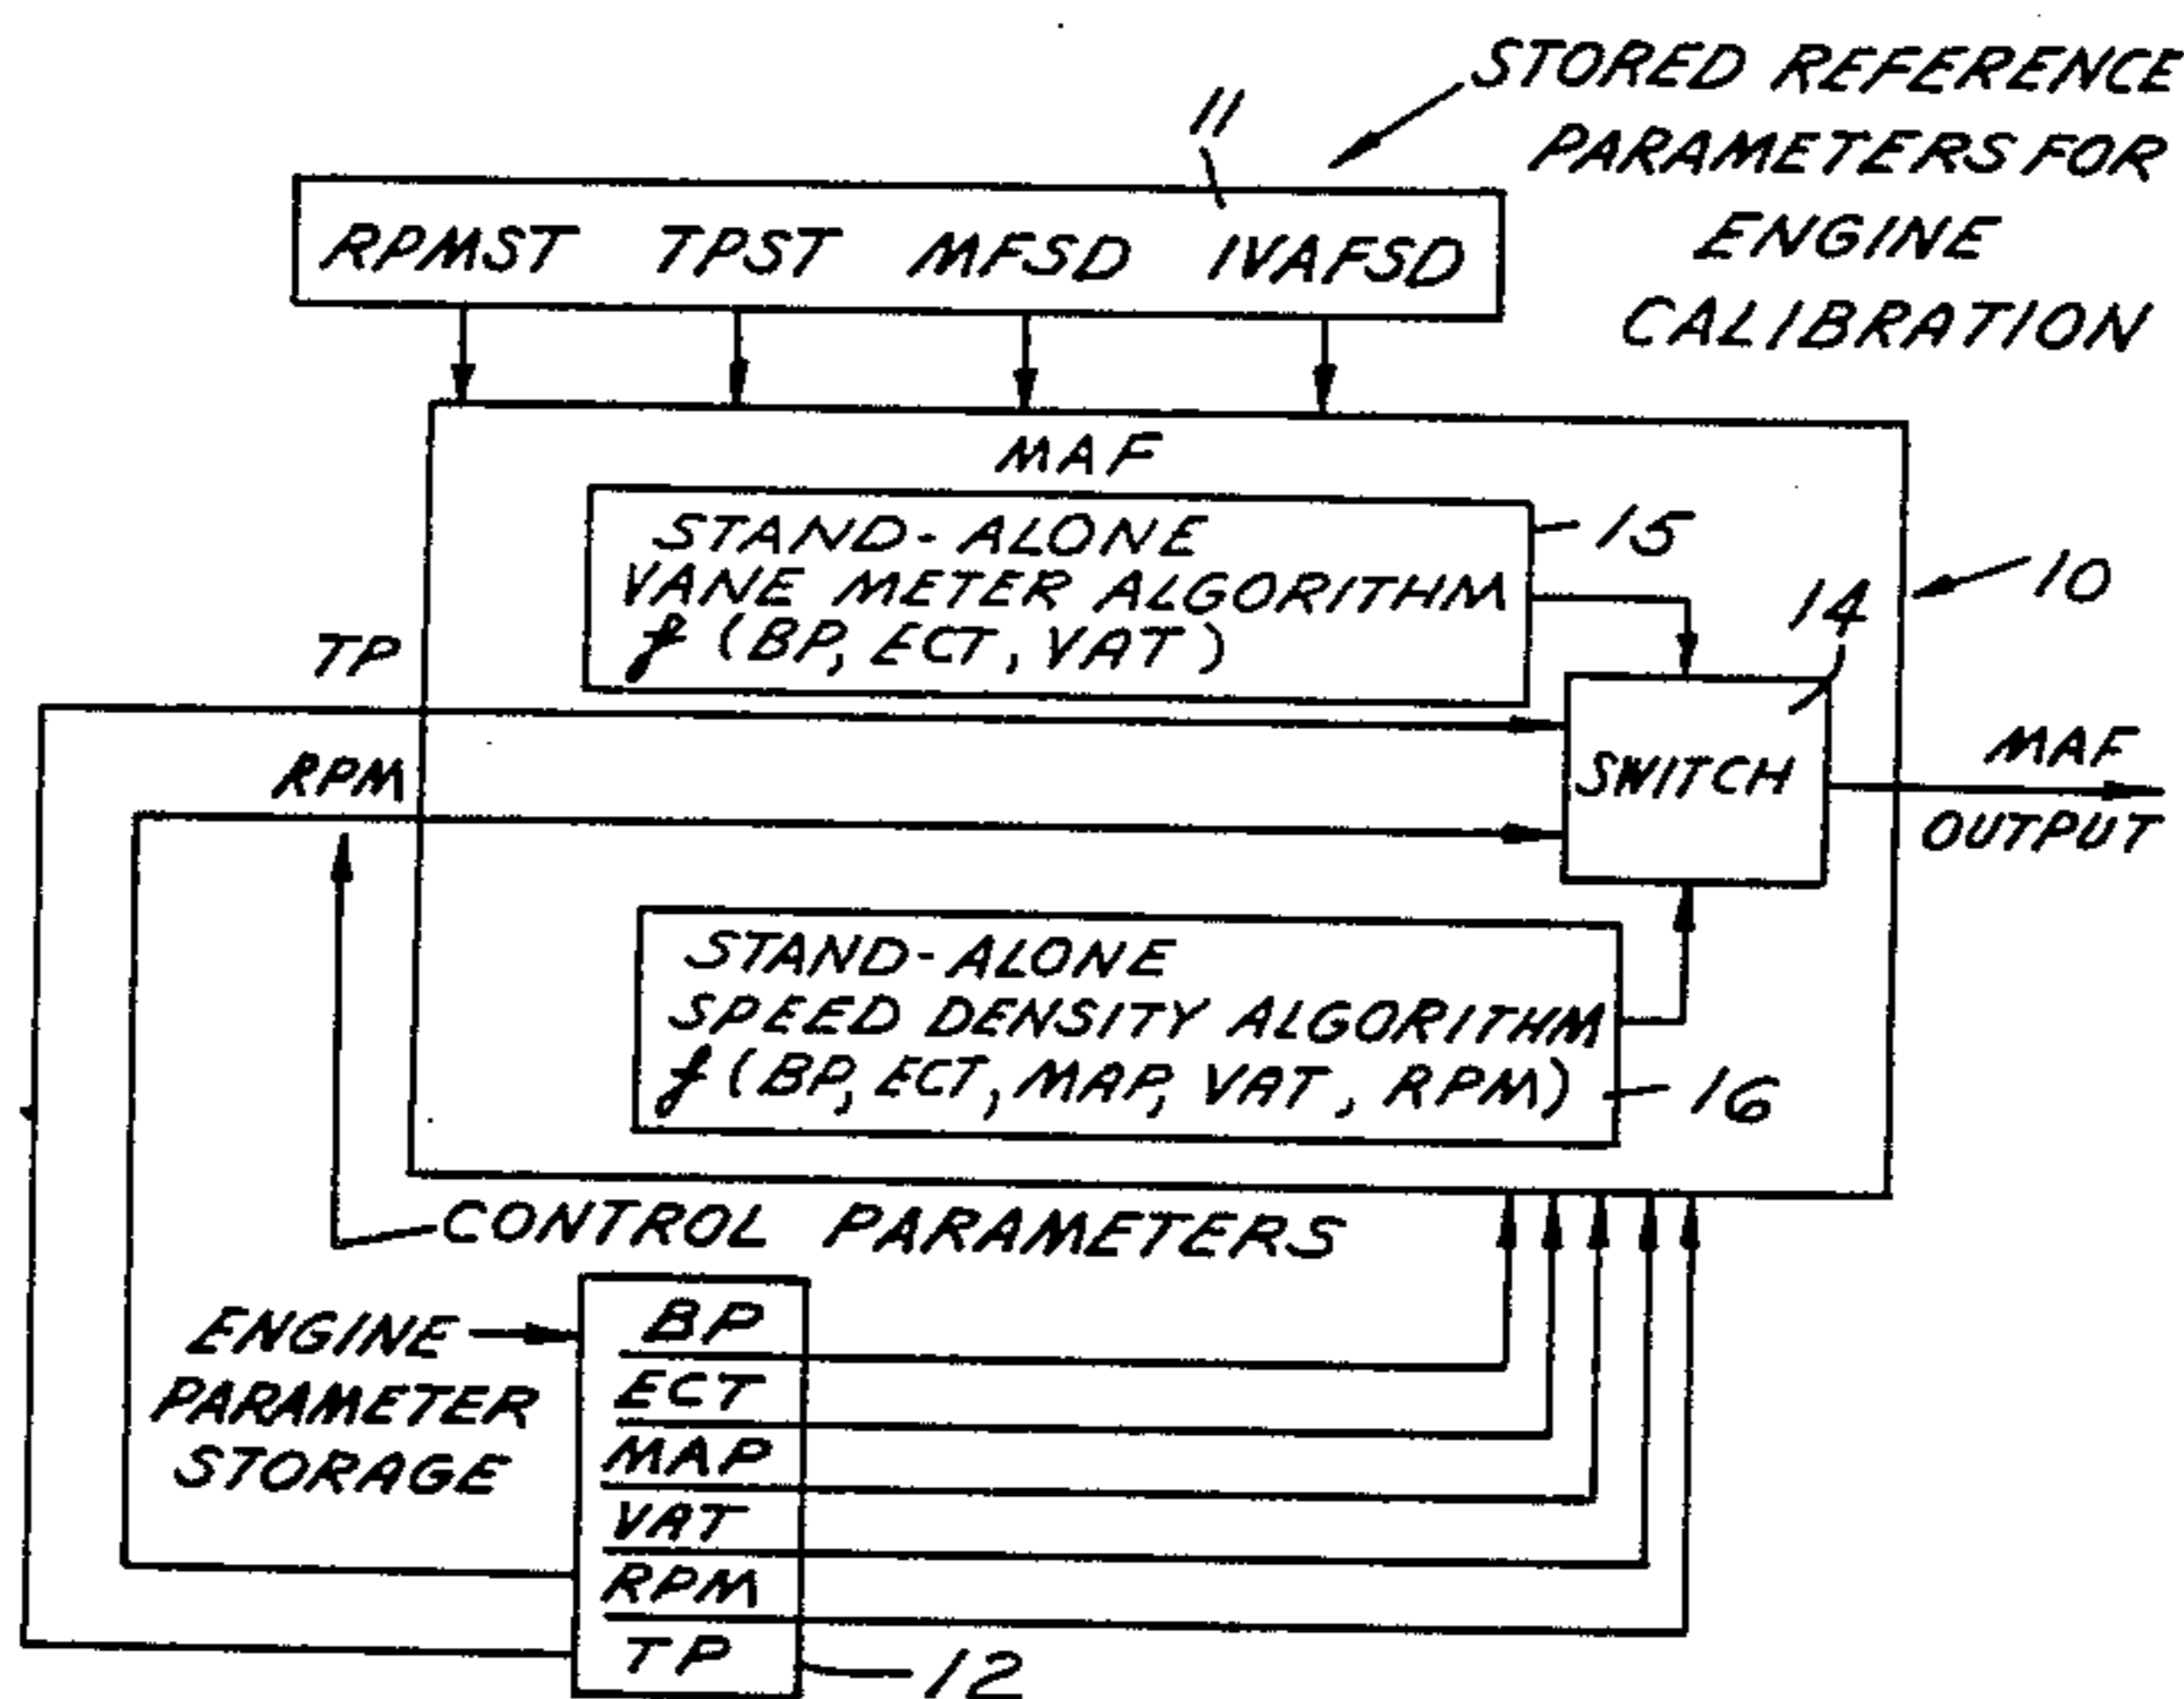 STORED REFERENCE
PARAMETERS FOR
ENGINE
CALIBRATION
11
RPMST TPST MFSD IVAFSD
MAF
STAND-ALONE
VANE METER ALGORITHM
f (BP, ECT, VAT)
15
10
14
TP
RPM
SWITCH
MAF
OUTPUT
STAND-ALONE
SPEED DENSITY ALGORITHM
f (BP, ECT, MAP, VAT, RPM)
16
CONTROL PARAMETERS
ENGINE
PARAMETER
STORAGE
BP
ECT
MAP
VAT
RPM
TP
12